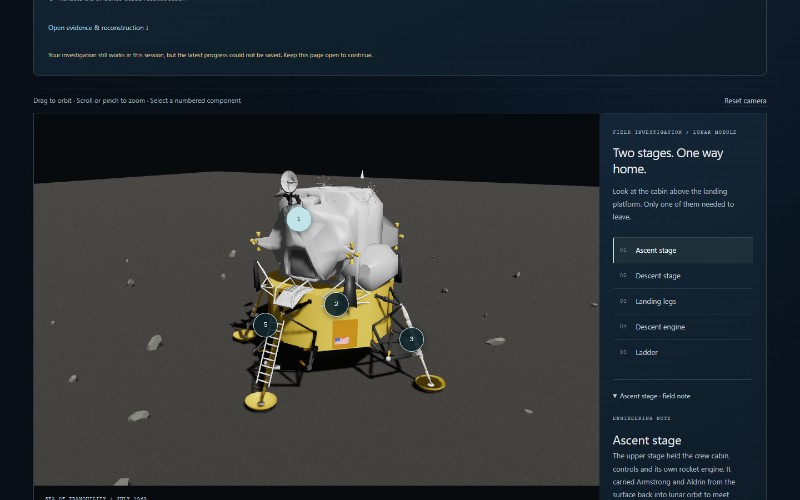 Open evidence & reconstruction ↓
Your investigation still works in this session, but the latest progress could not be saved. Keep this page open to continue.
Drag to orbit · Scroll or pinch to zoom · Select a numbered component
Reset camera
FIELD INVESTIGATION / LUNAR MODULE
Two stages. One way
home.
Look at the cabin above the landing
platform. Only one of them needed to
leave.
01 Ascent stage
02 Descent stage
03 Landing legs
04 Descent engine
05 Ladder
▼ Ascent stage · field note
ENGINEERING NOTE
Ascent stage
The upper stage held the crew cabin,
controls and its own rocket engine. It
carried Armstrong and Aldrin from the
surface back into lunar orbit to meet
1
2
5
3
SEA OF TRANQUILITY / JULY 1969